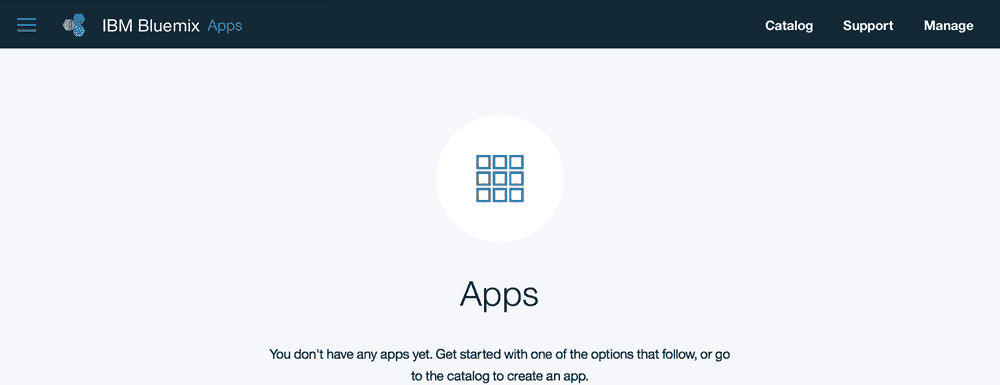 IBM Bluemix Apps Catalog Support Manage
Apps
You don't have any apps yet. Get started with one of the options that follow, or go
to the catalog to create an app.